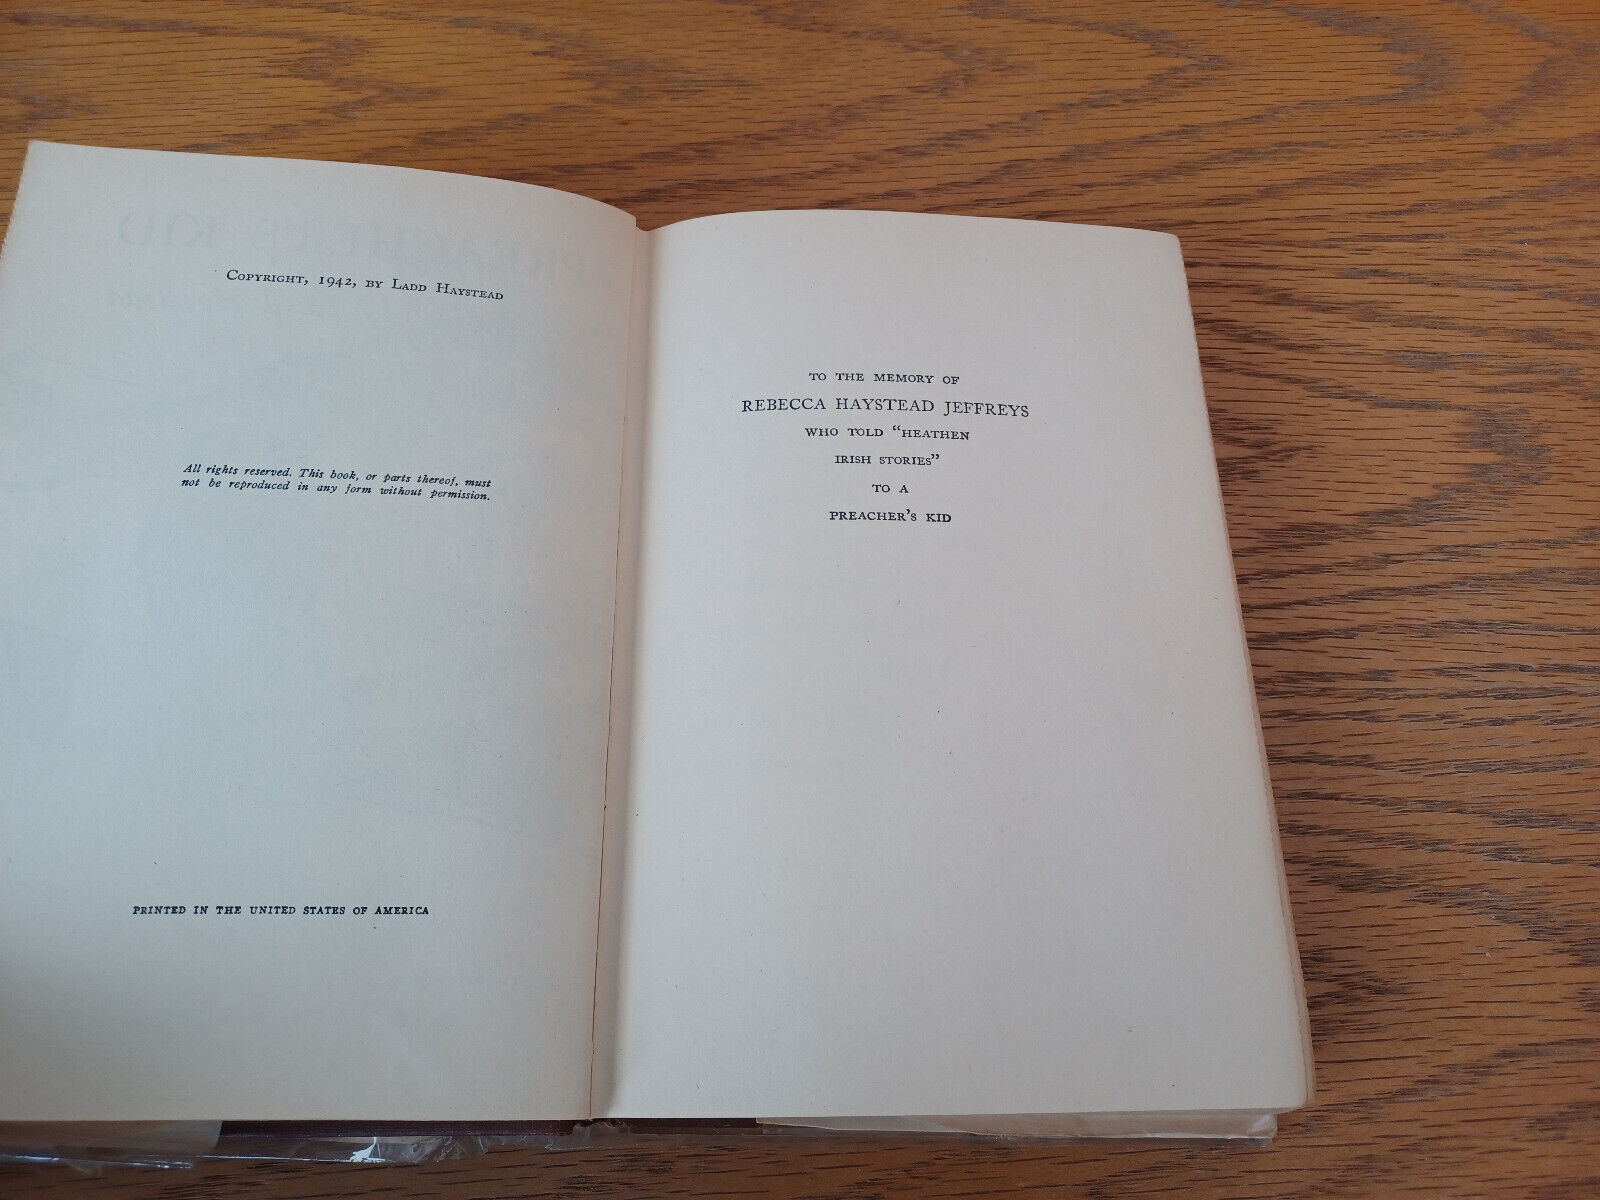 Copyright, 1942, by Ladd Haystead
All rights reserved. This book, or parts thereof, must
not be reproduced in any form without permission.
PRINTED IN THE UNITED STATES OF AMERICA
TO THE MEMORY OF
REBECCA HAYSTEAD JEFFREYS
WHO TOLD "HEATHEN
IRISH STORIES"
TO A
PREACHER'S KID